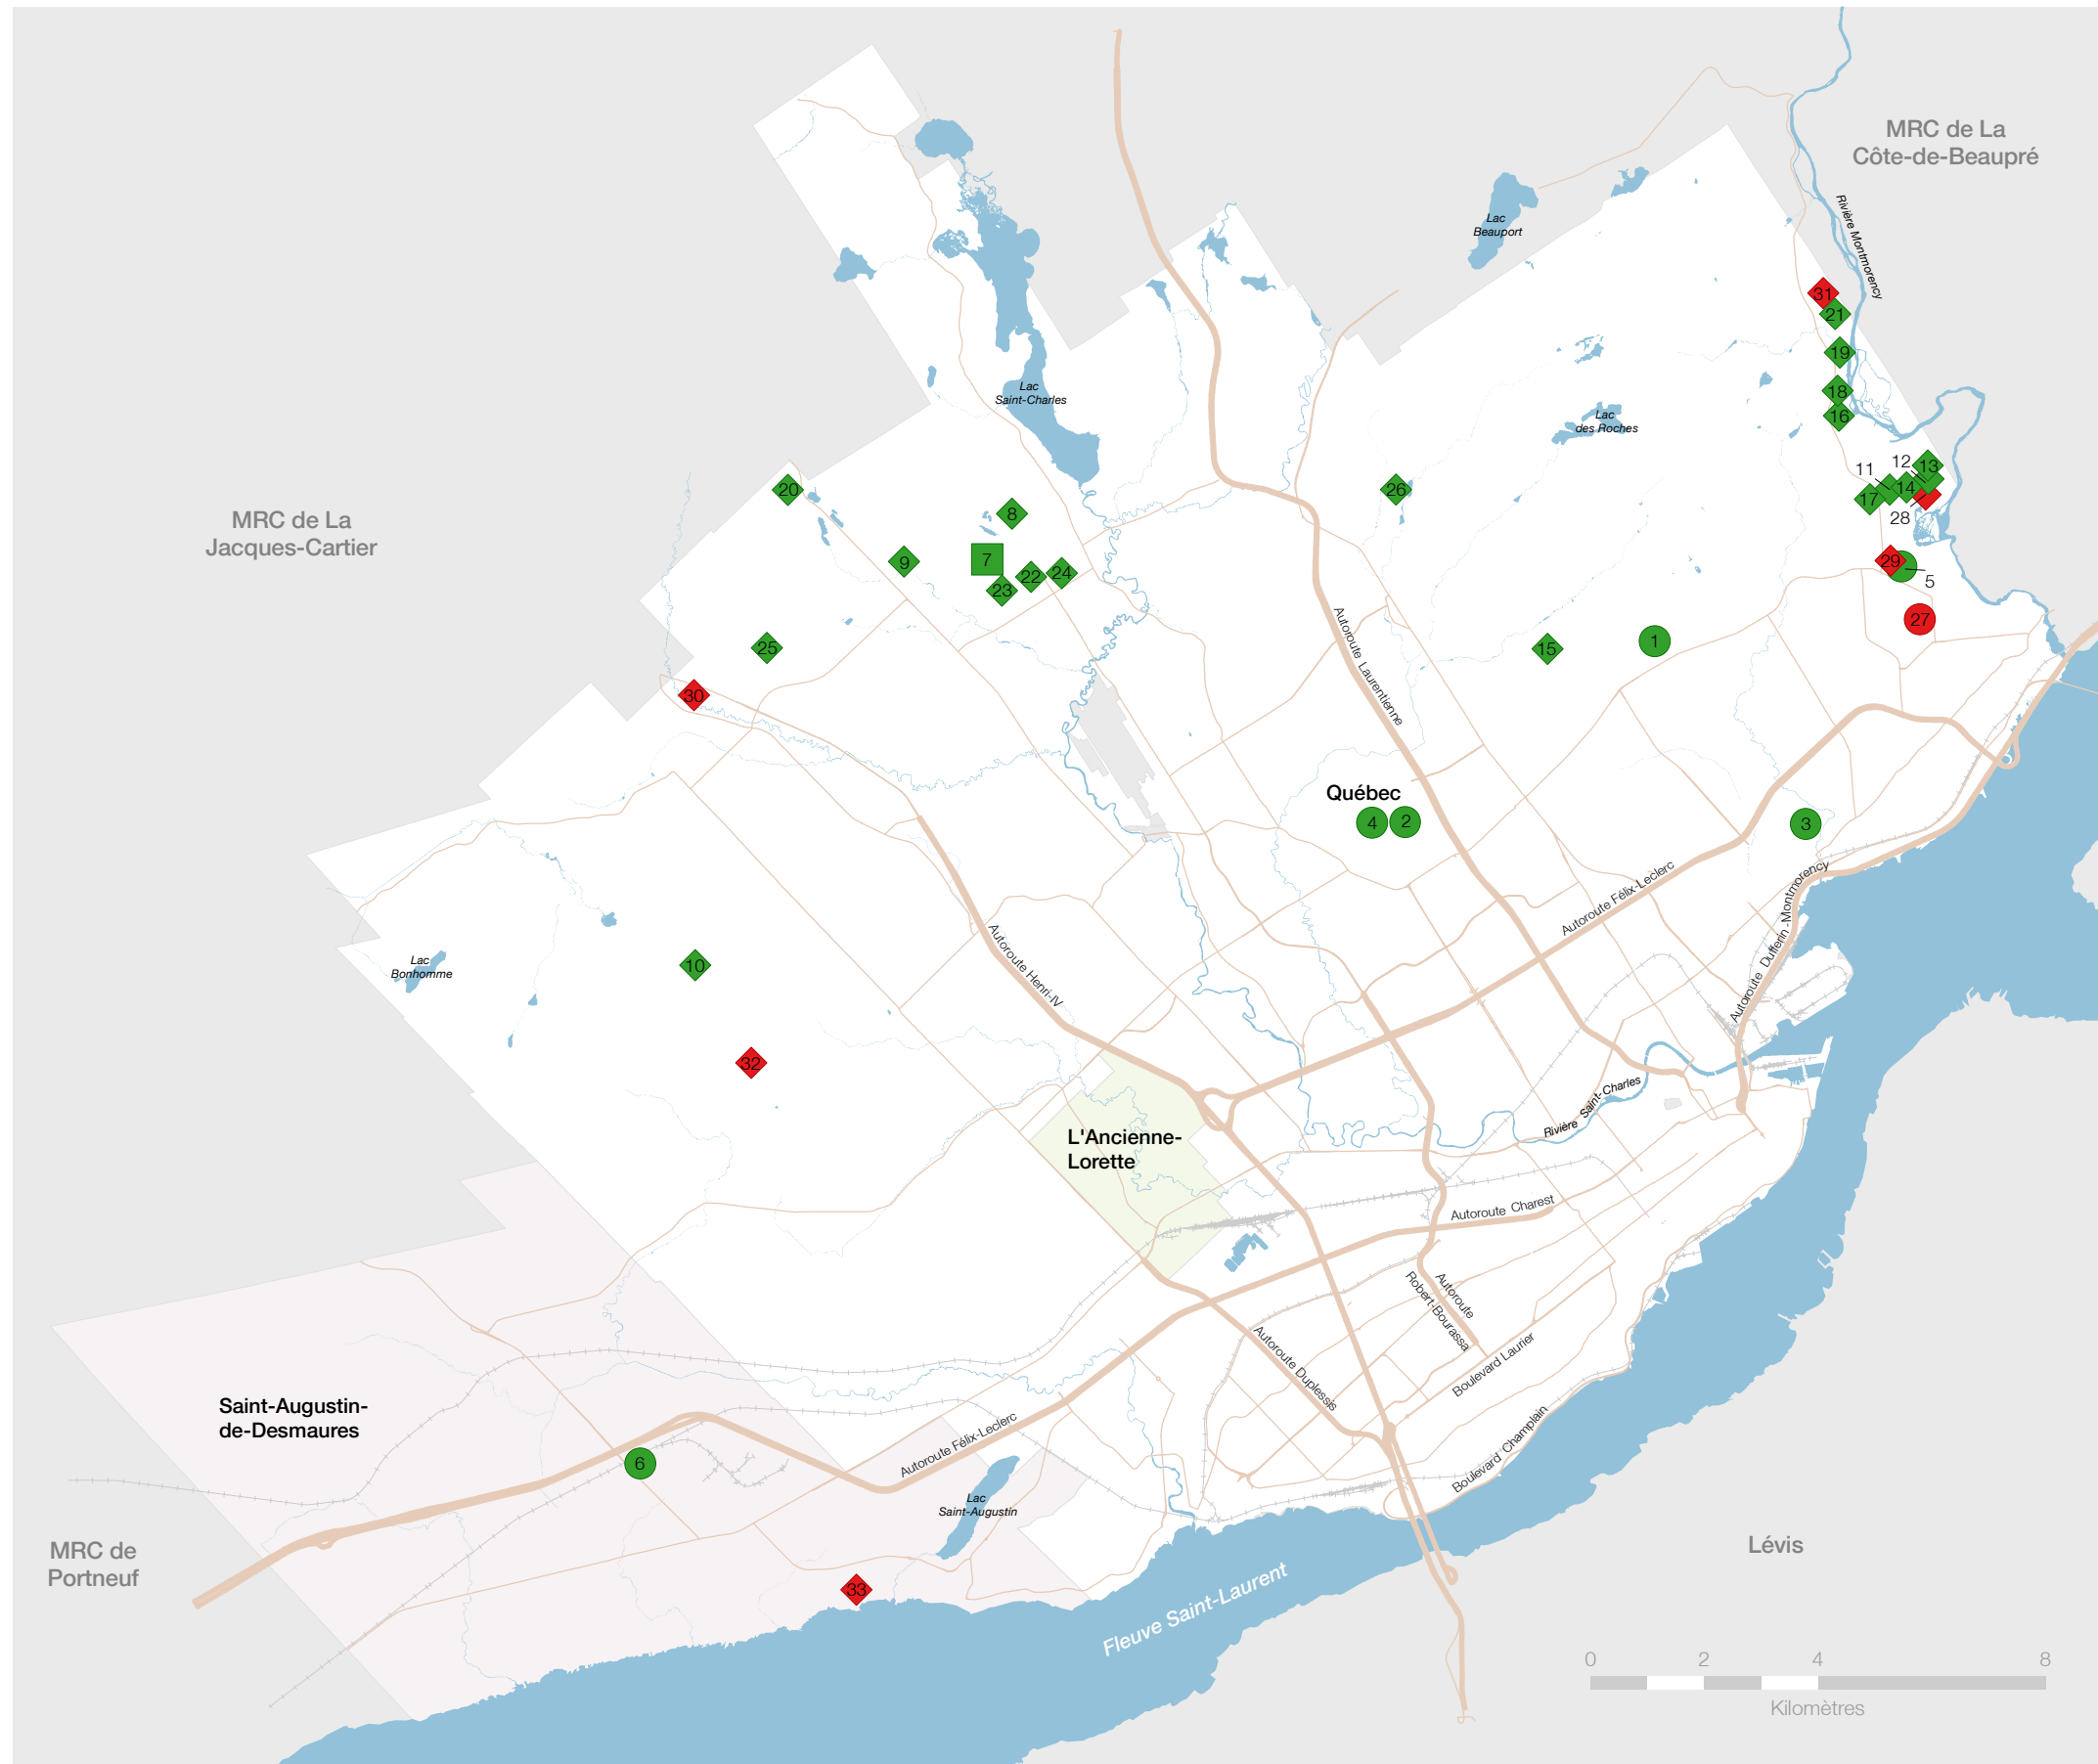 MRC de La
Côte-de-Beaupré
Rivière Montmorency
Lac
Beauport
31
21
19
Lac
Saint-Charles
18
Lac
des Roches
16
12
13
11
20
26
14
17
8
28
MRC de La
Jacques-Cartier
9
7
29
22
24
5
23
27
Autoroute Laurentienne
1
25
15
30
Québec
4
2
3
Autoroute Félix-Leclerc
Autoroute Dufferin-Montmorency
Lac
Bonhomme
10
Autoroute Henri-IV
32
Rivière Saint-Charles
L'Ancienne-
Lorette
Autoroute Charest
Autoroute
Robert-Bourassa
Autoroute Duplessis
Boulevard Laurier
Saint-Augustin-
de-Desmaures
Autoroute Félix-Leclerc
Boulevard Champlain
6
Lac
Saint-Augustin
MRC de
Portneuf
Lévis
33
Fleuve Saint-Laurent
0 2 4 8
Kilomètres